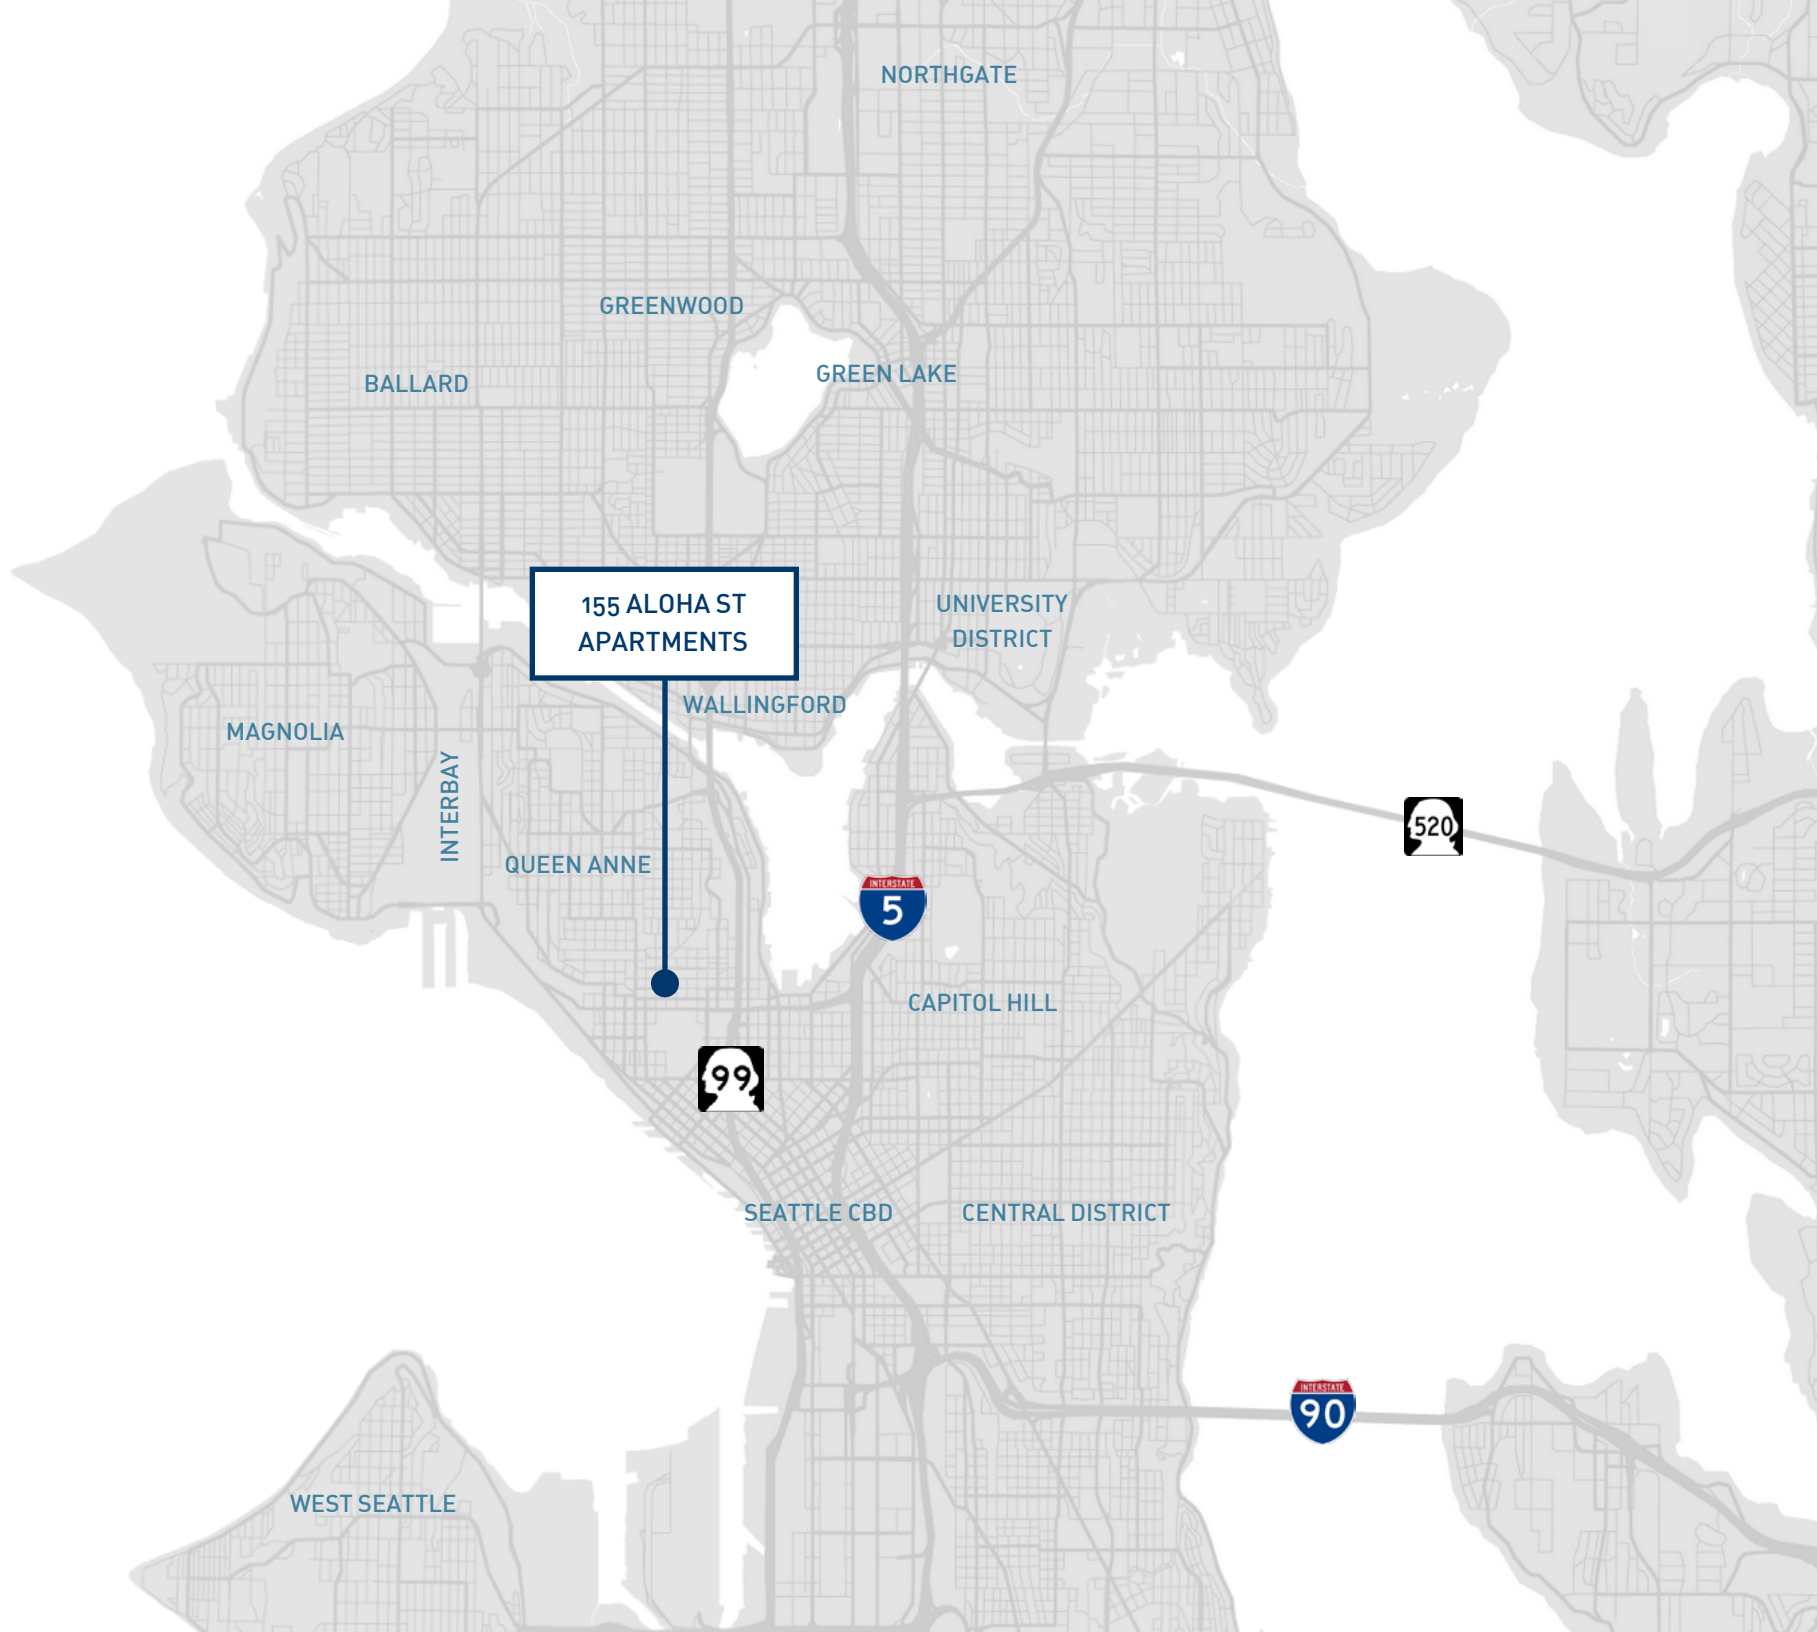 NORTHGATE
GREENWOOD
GREEN LAKE
BALLARD
155 ALOHA ST
APARTMENTS
UNIVERSITY
DISTRICT
WALLINGFORD
MAGNOLIA
INTERBAY
520
QUEEN ANNE
INTERSTATE
5
CAPITOL HILL
99
SEATTLE CBD
CENTRAL DISTRICT
INTERSTATE
90
WEST SEATTLE